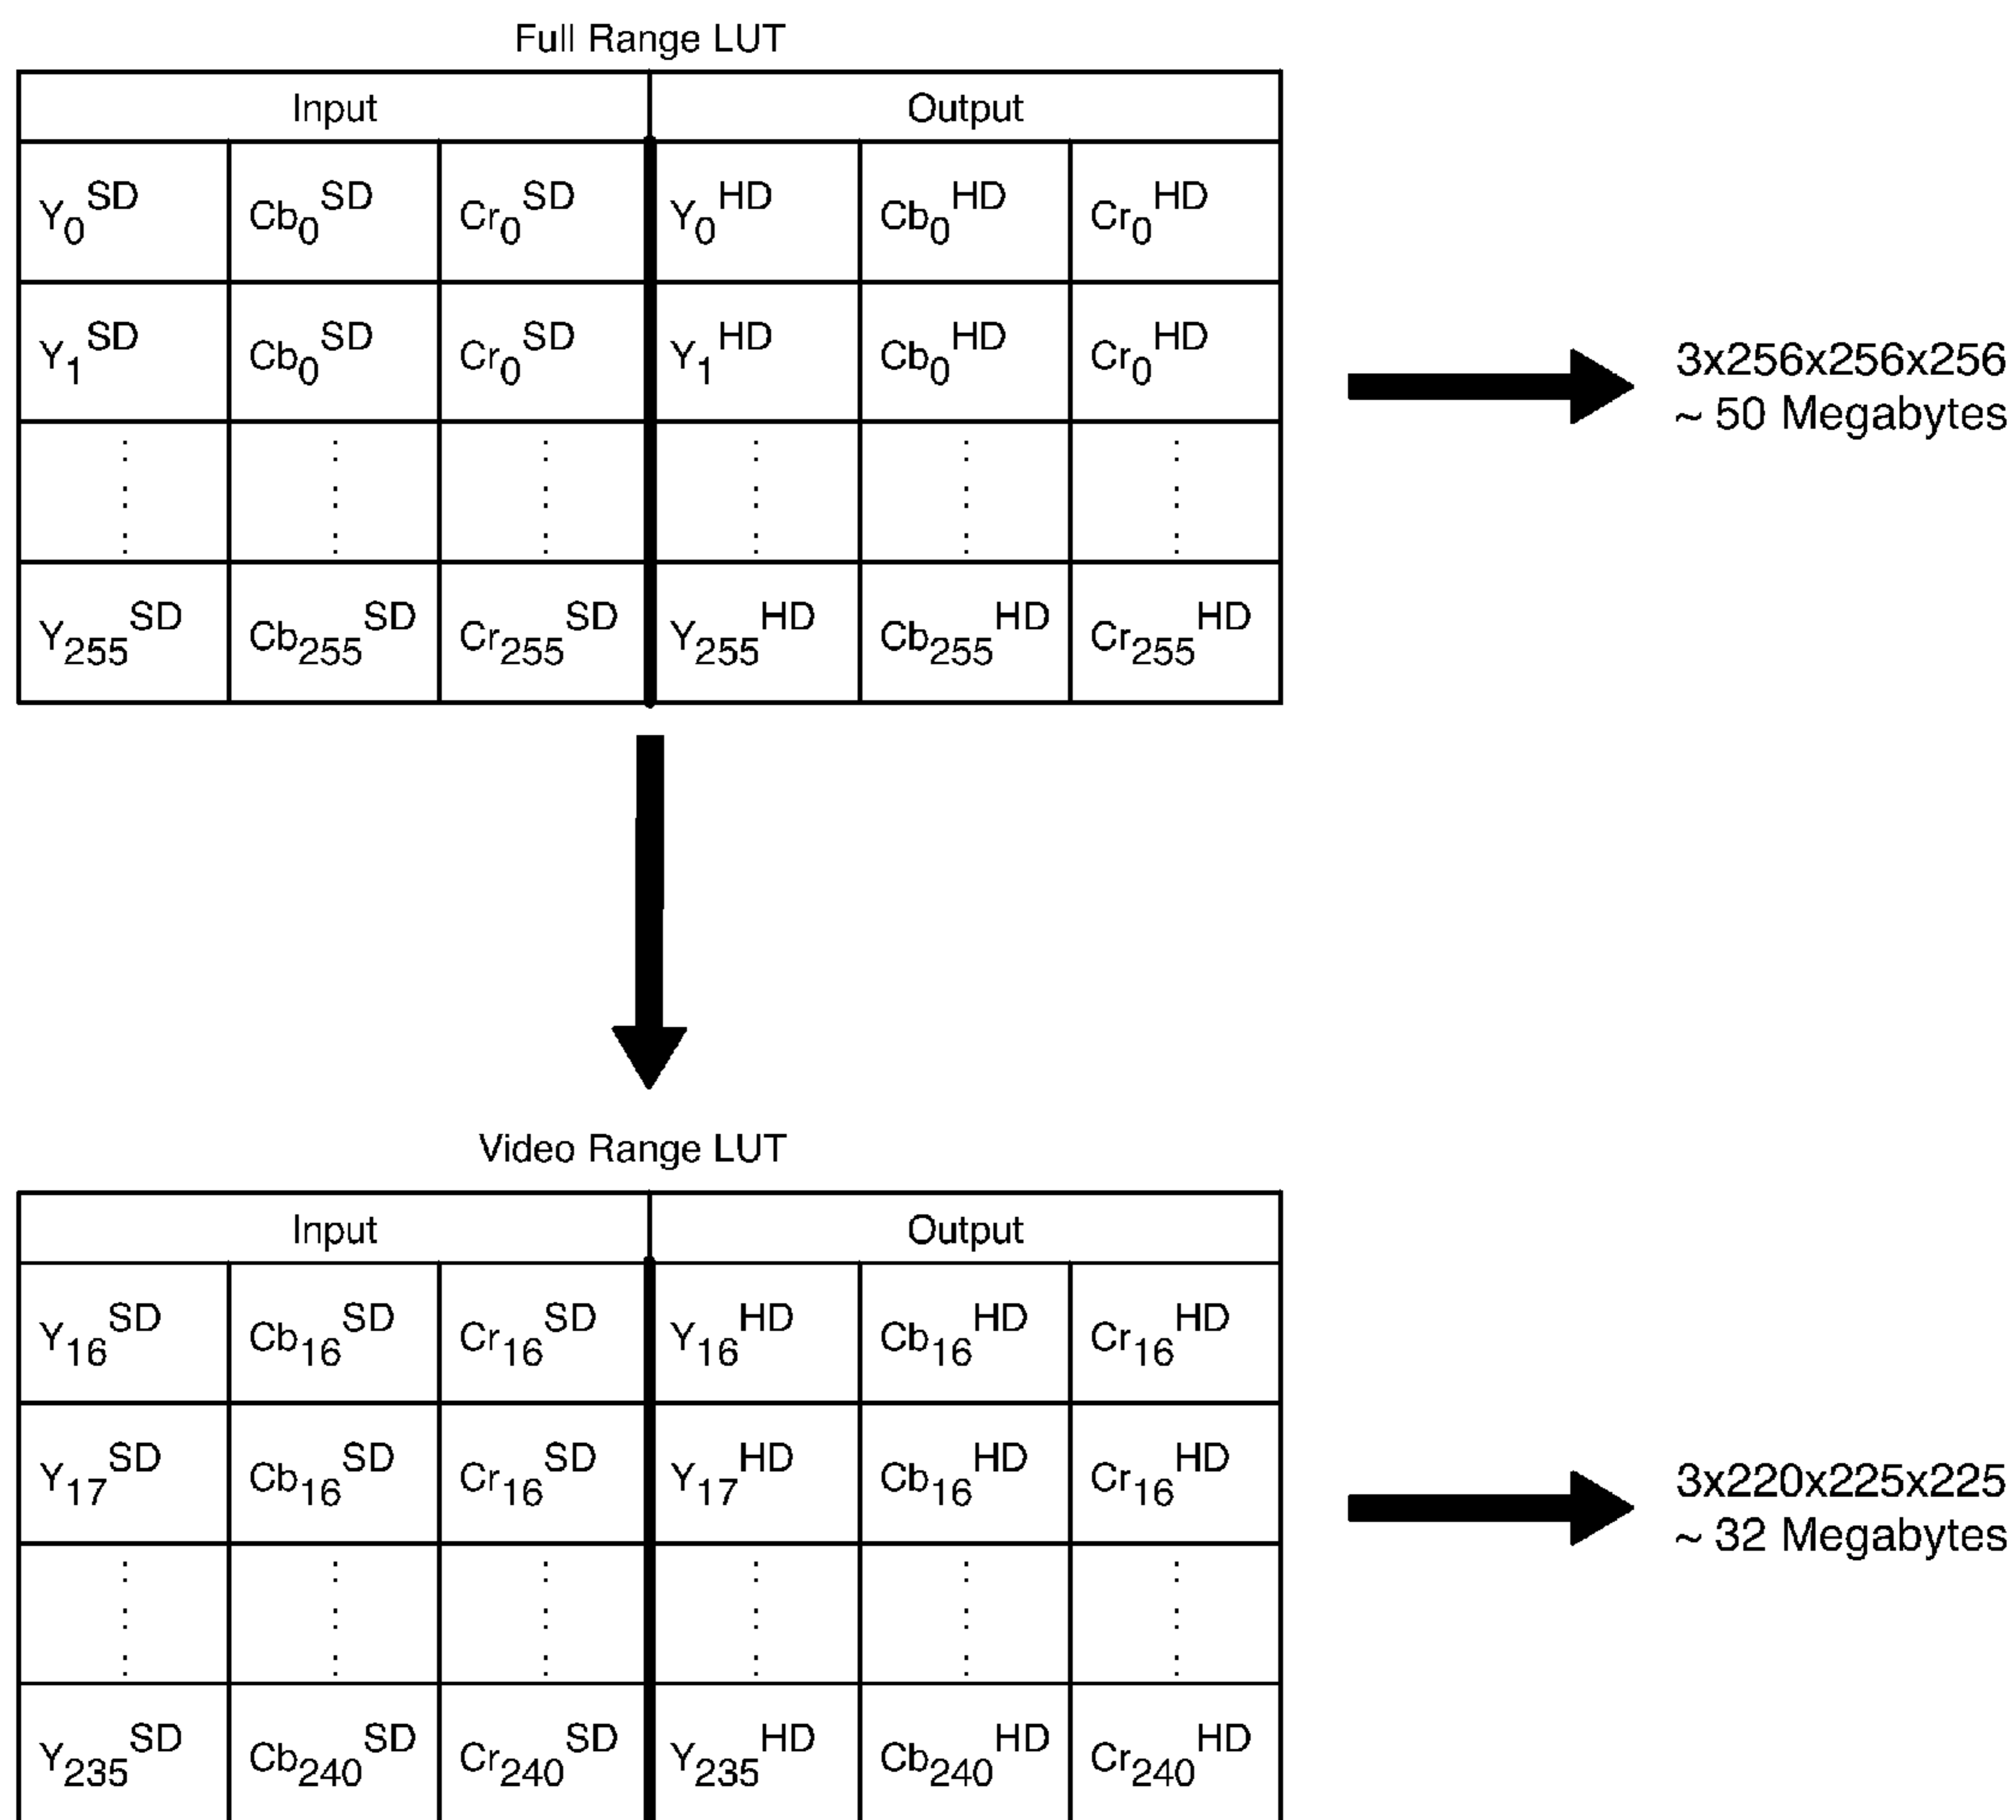 Full Range LUT
Input Output
Y0SD Cb0SD Cr0SD Y0HD Cb0HD Cr0HD
Y1SD Cb0SD Cr0SD Y1HD Cb0HD Cr0HD
Y255SD Cb255SD Cr255SD Y255HD Cb255HD Cr255HD
3x256x256x256
~ 50 Megabytes
Video Range LUT
Input Output
Y16SD Cb16SD Cr16SD Y16HD Cb16HD Cr16HD
Y17SD Cb16SD Cr16SD Y17HD Cb16HD Cr16HD
Y235SD Cb240SD Cr240SD Y235HD Cb240HD Cr240HD
3x220x225x225
~ 32 Megabytes